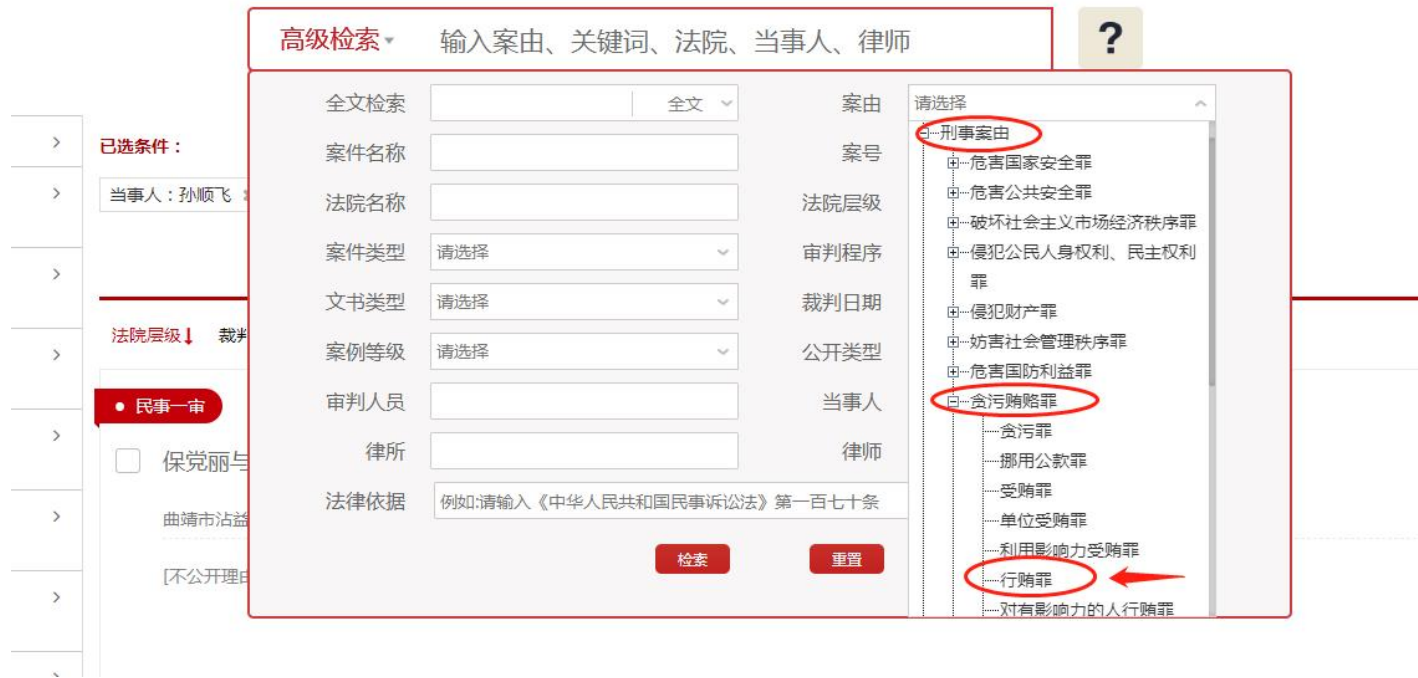 高级检索 输入案由、关键词、法院、当事人、律师 ?
全文检索 全文 案由 请选择
刑事案由
已选条件：
案件名称 案号
危害国家安全罪
当事人：孙顺飞
法院名称 法院层级
危害公共安全罪
破坏社会主义市场经济秩序罪
案件类型 请选择 审判程序
侵犯公民人身权利、民主权利
罪
文书类型 请选择 裁判日期
侵犯财产罪
法院层级↓ 裁判
妨害社会管理秩序罪
案例等级 请选择 公开类型
危害国防利益罪
民事一审
审判人员 当事人
贪污贿赂罪
贪污罪
保党丽与
律所 律师
挪用公款罪
受贿罪
法律依据 例如:请输入《中华人民共和国民事诉讼法》第一百七十条
曲靖市沾益
单位受贿罪
检索 重置
利用影响力受贿罪
[不公开理由
行贿罪
对有影响力的人行贿罪